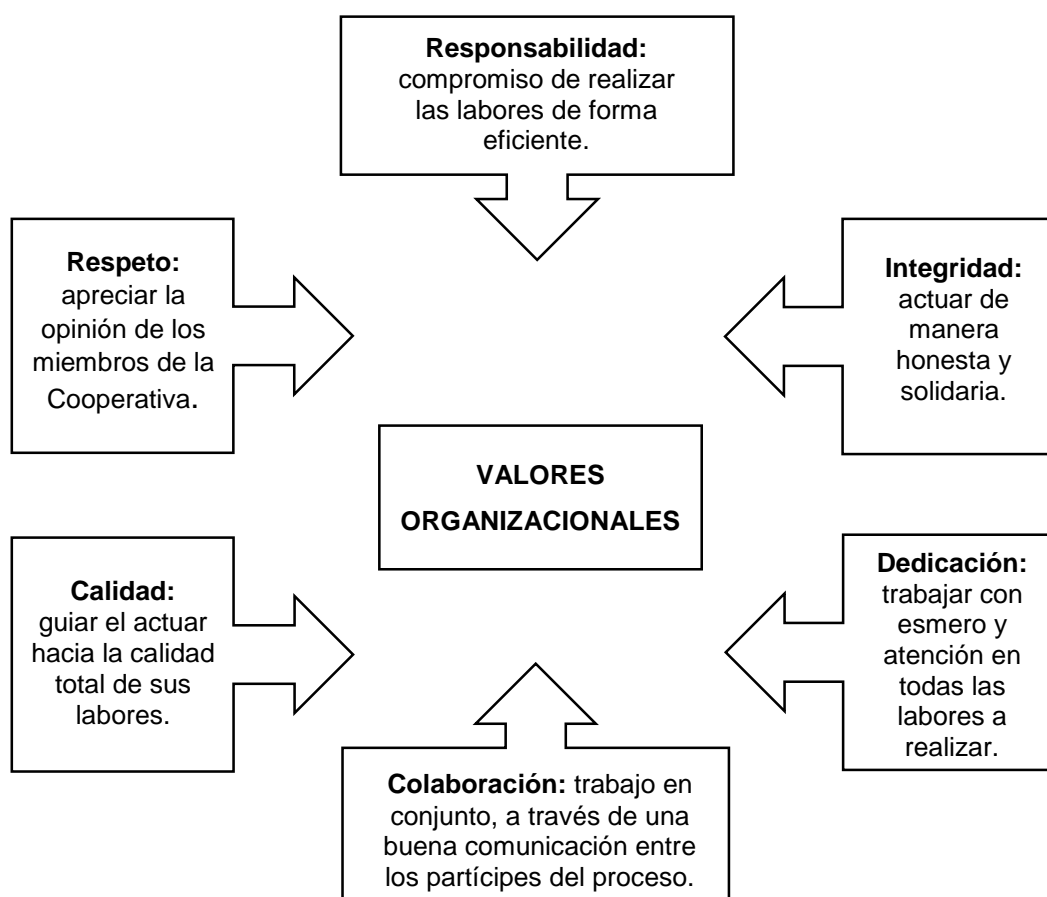 Responsabilidad:
compromiso de realizar
las labores de forma
eficiente.
Respeto:
apreciar la
opinión de los
miembros de la
Cooperativa.
Integridad:
actuar de
manera
honesta y
solidaria.
VALORES
ORGANIZACIONALES
Calidad:
guiar el actuar
hacia la calidad
total de sus
labores.
Dedicación:
trabajar con
esmero y
atención en
todas las
labores a
realizar.
Colaboración: trabajo en
conjunto, a través de una
buena comunicación entre
los partícipes del proceso.